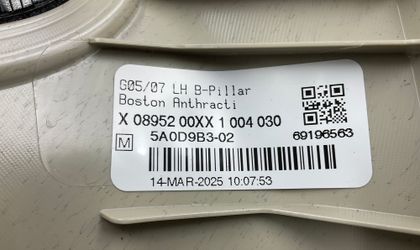 G05/07 LH B-Pillar
Boston Anthracti
X 08952 00XX 1 004 030
M 5A0D9B3-02
69196563
14-MAR-2025 10:07:53